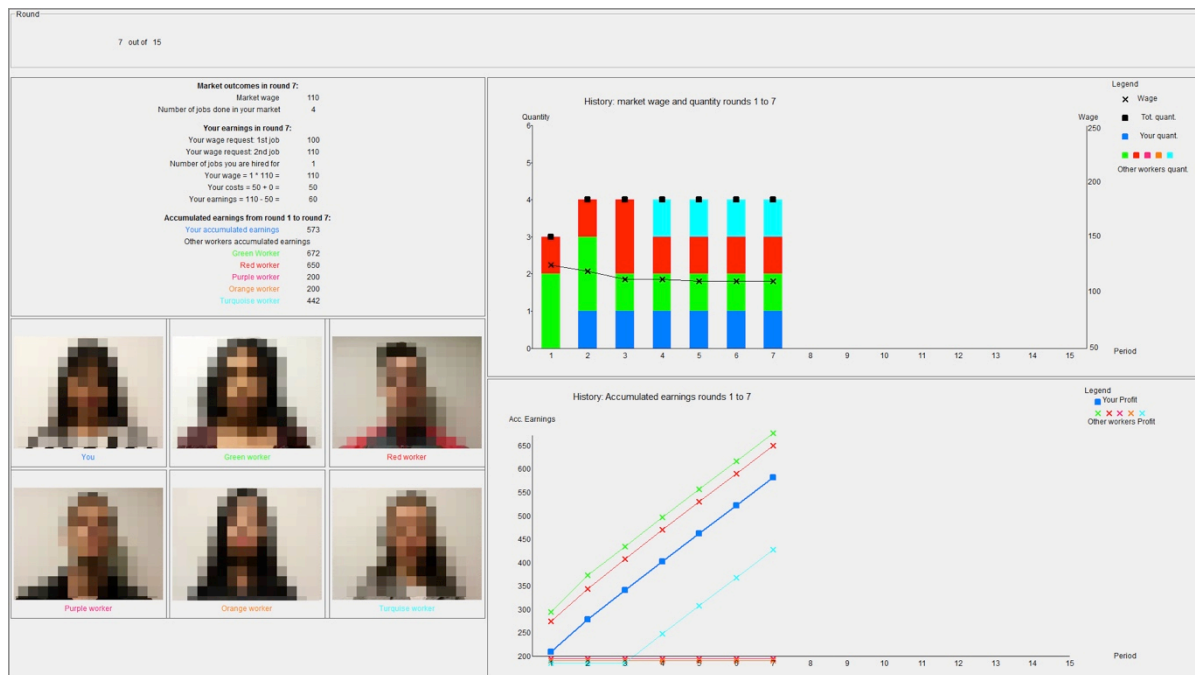 Round
7 out of 15
Market outcomes in round 7:
Market wage 110
Number of jobs done in your market 4
Your earnings in round 7:
Your wage request: 1st job 100
Your wage request: 2nd job 110
Number of jobs you are hired for 1
Your wage = 1 * 110 = 110
Your costs = 50 + 0 = 50
Your earnings = 110 - 50 = 60
Accumulated earnings from round 1 to round 7:
Your accumulated earnings 573
Other workers accumulated earnings
Green Worker 672
Red worker 650
Purple worker 200
Orange worker 200
Turquoise worker 442
You
Green worker
Red worker
Purple worker
Orange worker
Turquoise worker
History: market wage and quantity rounds 1 to 7
Legend
Wage
Tot. quant.
Your quant.
Other workers quant.
Quantity
Wage
6
5
4
3
2
1
0
250
200
150
100
50
1 2 3 4 5 6 7 8 9 10 11 12 13 14 15
Period
History: Accumulated earnings rounds 1 to 7
Legend
Your Profit
Other workers Profit
Acc. Earnings
650
600
550
500
450
400
350
300
250
200
1 2 3 4 5 6 7 8 9 10 11 12 13 14 15
Period